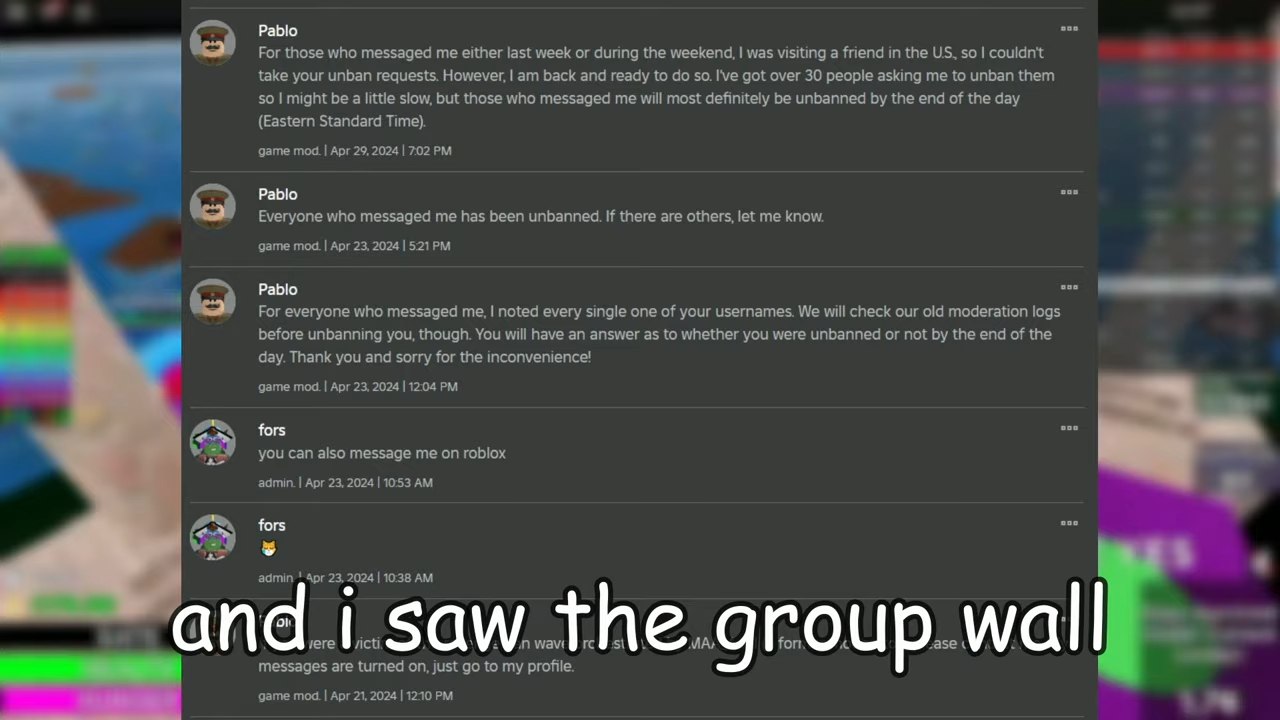 Pablo
For those who messaged me either last week or during the weekend, I was visiting a friend in the U.S., so I couldn't
take your unban requests. However, I am back and ready to do so. I've got over 30 people asking me to unban them
so I might be a little slow, but those who messaged me will most definitely be unbanned by the end of the day
(Eastern Standard Time).
game mod. | Apr 29, 2024 | 7:02 PM
Pablo
Everyone who messaged me has been unbanned. If there are others, let me know.
game mod. | Apr 23, 2024 | 5:21 PM
Pablo
For everyone who messaged me, I noted every single one of your usernames. We will check our old moderation logs
before unbanning you, though. You will have an answer as to whether you were unbanned or not by the end of the
day. Thank you and sorry for the inconvenience!
game mod. | Apr 23, 2024 | 12:04 PM
fors
you can also message me on roblox
admin. | Apr 23, 2024 | 10:53 AM
fors
😹
admin. | Apr 23, 2024 | 10:38 AM
and i saw the group wall
messages are turned on, just go to my profile.
game mod. | Apr 21, 2024 | 12:10 PM